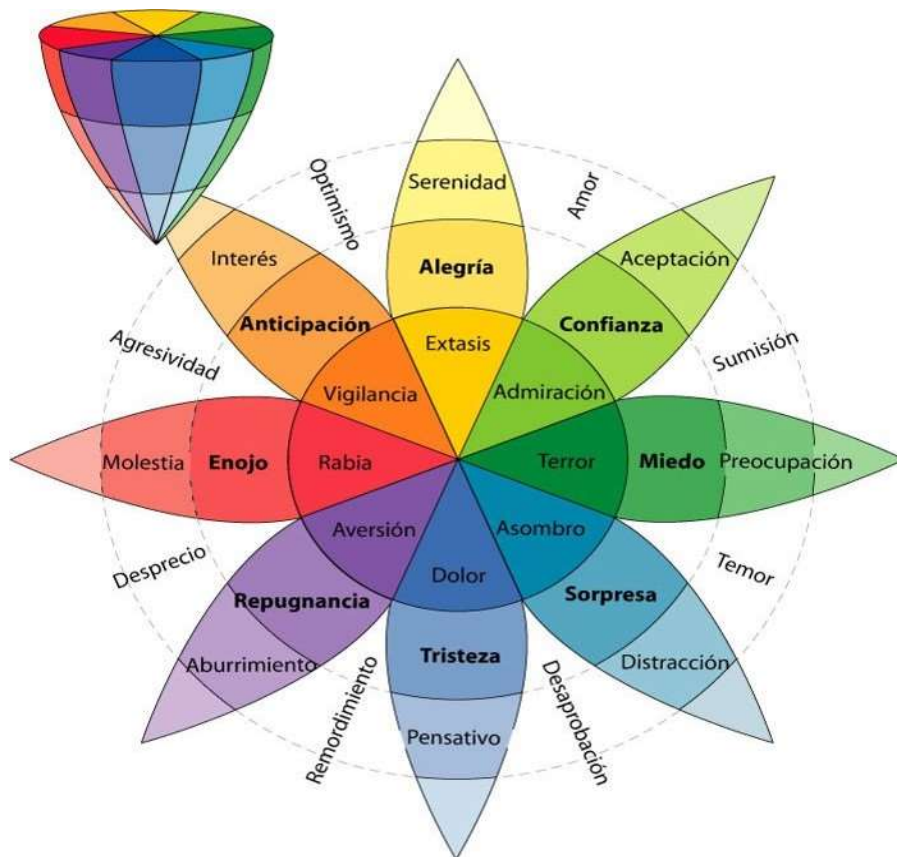 Optimismo
Serenidad
Amor
Interés
Aceptación
Alegría
Anticipación
Confianza
Agresividad
Extasis
Sumisión
Vigilancia
Admiración
Molestia
Enojo
Rabia
Terror
Miedo
Preocupación
Aversión
Asombro
Desprecio
Dolor
Temor
Repugnancia
Sorpresa
Aburrimiento
Tristeza
Distracción
Remordimiento
Pensativo
Desaprobación